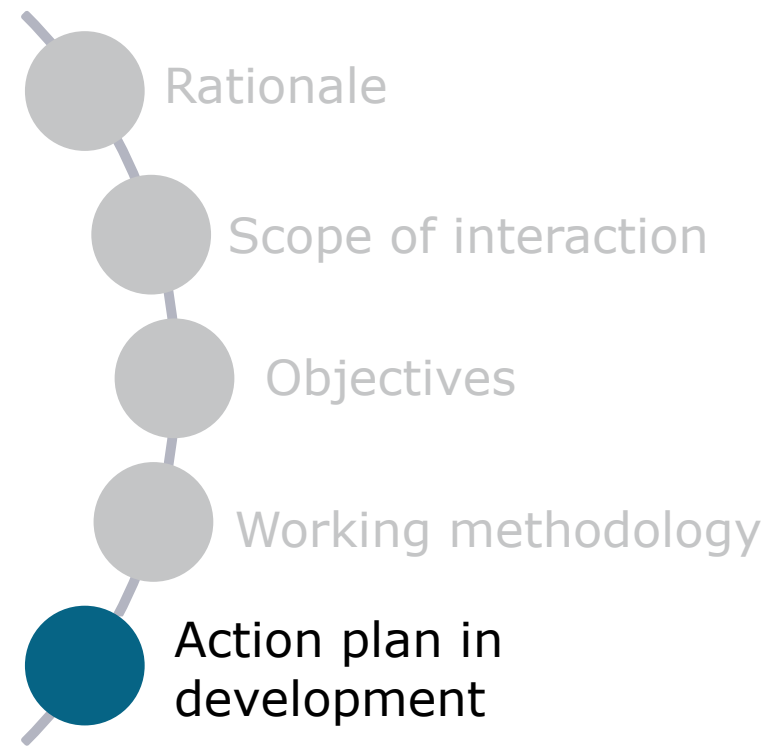 Rationale
Scope of interaction
Objectives
Working methodology
Action plan in
development